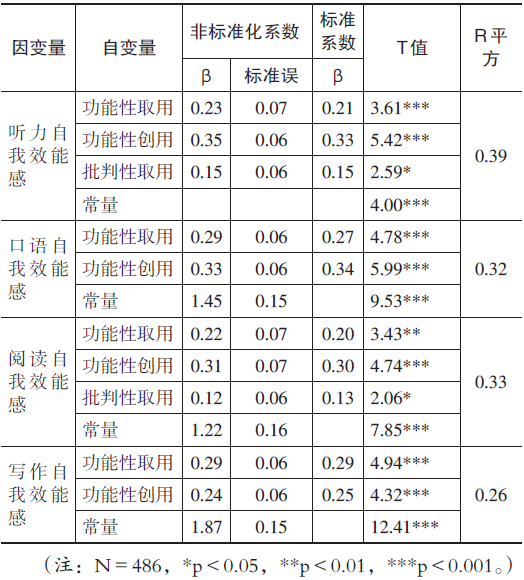 因变量 自变量 非标准化系数 标准系数 T值 R平方
β 标准误 β
听力自我效能感 功能性取用 0.23 0.07 0.21 3.61*** 0.39
功能性创用 0.35 0.06 0.33 5.42***
批判性取用 0.15 0.06 0.15 2.59*
常量 4.00***
口语自我效能感 功能性取用 0.29 0.06 0.27 4.78*** 0.32
功能性创用 0.33 0.06 0.34 5.99***
常量 1.45 0.15 9.53***
阅读自我效能感 功能性取用 0.22 0.07 0.20 3.43** 0.33
功能性创用 0.31 0.07 0.30 4.74***
批判性取用 0.12 0.06 0.13 2.06*
常量 1.22 0.16 7.85***
写作自我效能感 功能性取用 0.29 0.06 0.29 4.94*** 0.26
功能性创用 0.24 0.06 0.25 4.32***
常量 1.87 0.15 12.41***
(注：N=486，*p<0.05，**p<0.01，***p<0.001。)